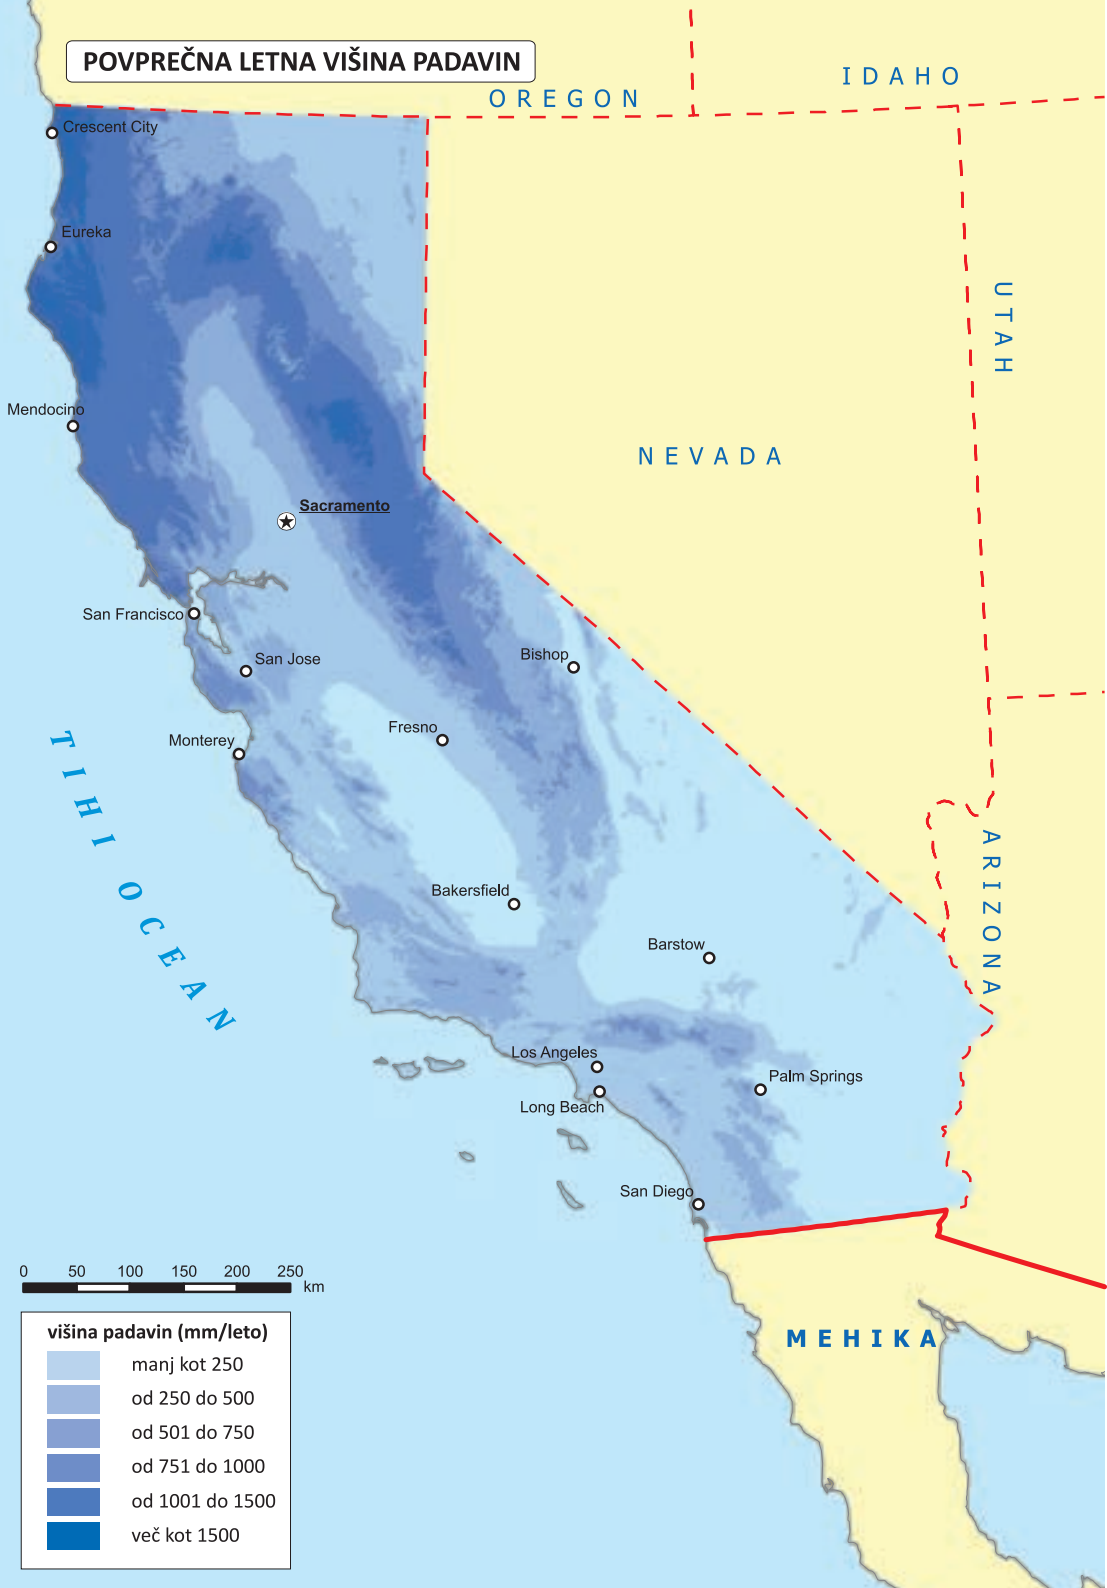 POVPREČNA LETNA VIŠINA PADAVIN
IDAHO
OREGON
Crescent City
Eureka
UTAH
Mendocino
NEVADA
Sacramento
San Francisco
San Jose
Bishop
Monterey
Fresno
TIHI OCEAN
ARIZONA
Bakersfield
Barstow
Los Angeles
Palm Springs
Long Beach
San Diego
0 50 100 150 200 250
km
MEHIKA
višina padavin (mm/leto)
manj kot 250
od 250 do 500
od 501 do 750
od 751 do 1000
od 1001 do 1500
več kot 1500